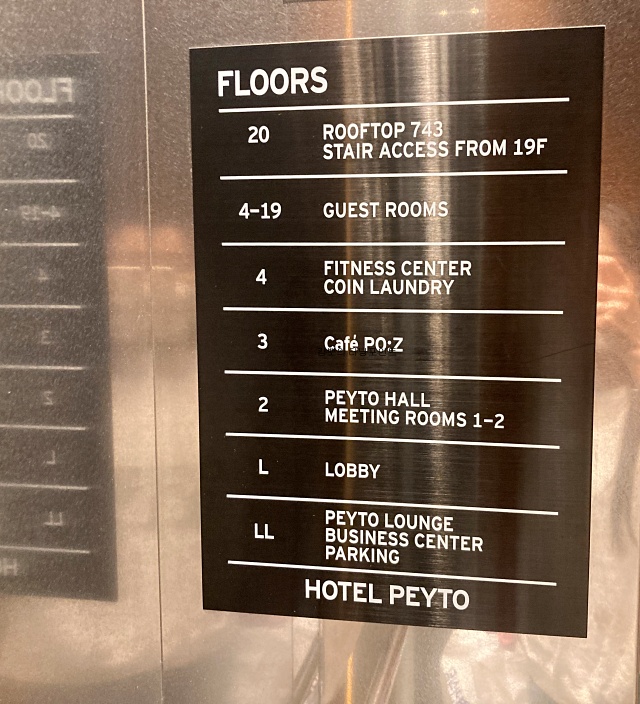 FLOORS
20 ROOFTOP 743
STAIR ACCESS FROM 19F
4–19 GUEST ROOMS
4 FITNESS CENTER
COIN LAUNDRY
3 Café PO:Z
2 PEYTO HALL
MEETING ROOMS 1–2
L LOBBY
LL PEYTO LOUNGE
BUSINESS CENTER
PARKING
HOTEL PEYTO